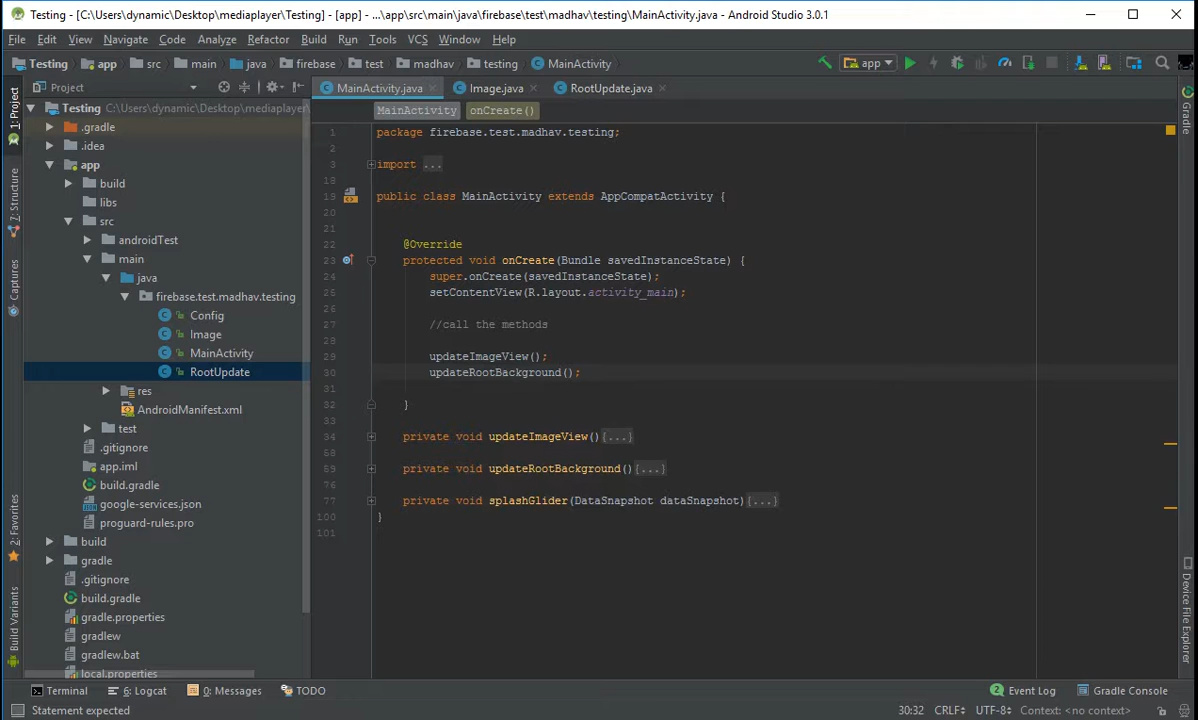 Testing - [C:\Users\dynamic\Desktop\mediaplayer\Testing] - [app] - ...\app\src\main\java\firebase\test\madhav\testing\MainActivity.java - Android Studio 3.0.1
File Edit View Navigate Code Analyze Refactor Build Run Tools VCS Window Help
Testing app src main java firebase test madhav testing MainActivity app
Project MainActivity.java Image.java RootUpdate.java
MainActivity onCreate()
1: Project
7: Structure
Captures
2: Favorites
Build Variants
Testing C:\Users\dynamic\Desktop\mediaplayer
.gradle
.idea
app
build
libs
src
androidTest
main
java
firebase.test.madhav.testing
Config
Image
MainActivity
RootUpdate
res
AndroidManifest.xml
test
.gitignore
app.iml
build.gradle
google-services.json
proguard-rules.pro
build
gradle
.gitignore
build.gradle
gradle.properties
gradlew
gradlew.bat
local.properties
1 package firebase.test.madhav.testing;
2
3 import ...
18
19 public class MainActivity extends AppCompatActivity {
20
21
22 @Override
23 protected void onCreate(Bundle savedInstanceState) {
24 super.onCreate(savedInstanceState);
25 setContentView(R.layout.activity_main);
26
27 //call the methods
28
29 updateImageView();
30 updateRootBackground();
31
32 }
33
34 private void updateImageView(){...}
58
59 private void updateRootBackground(){...}
76
77 private void splashGlider(DataSnapshot dataSnapshot){...}
100 }
101
Gradle
Device File Explorer
Terminal 6: Logcat 0: Messages TODO 2 Event Log Gradle Console
Statement expected 30:32 CRLF UTF-8 Context: <no context>